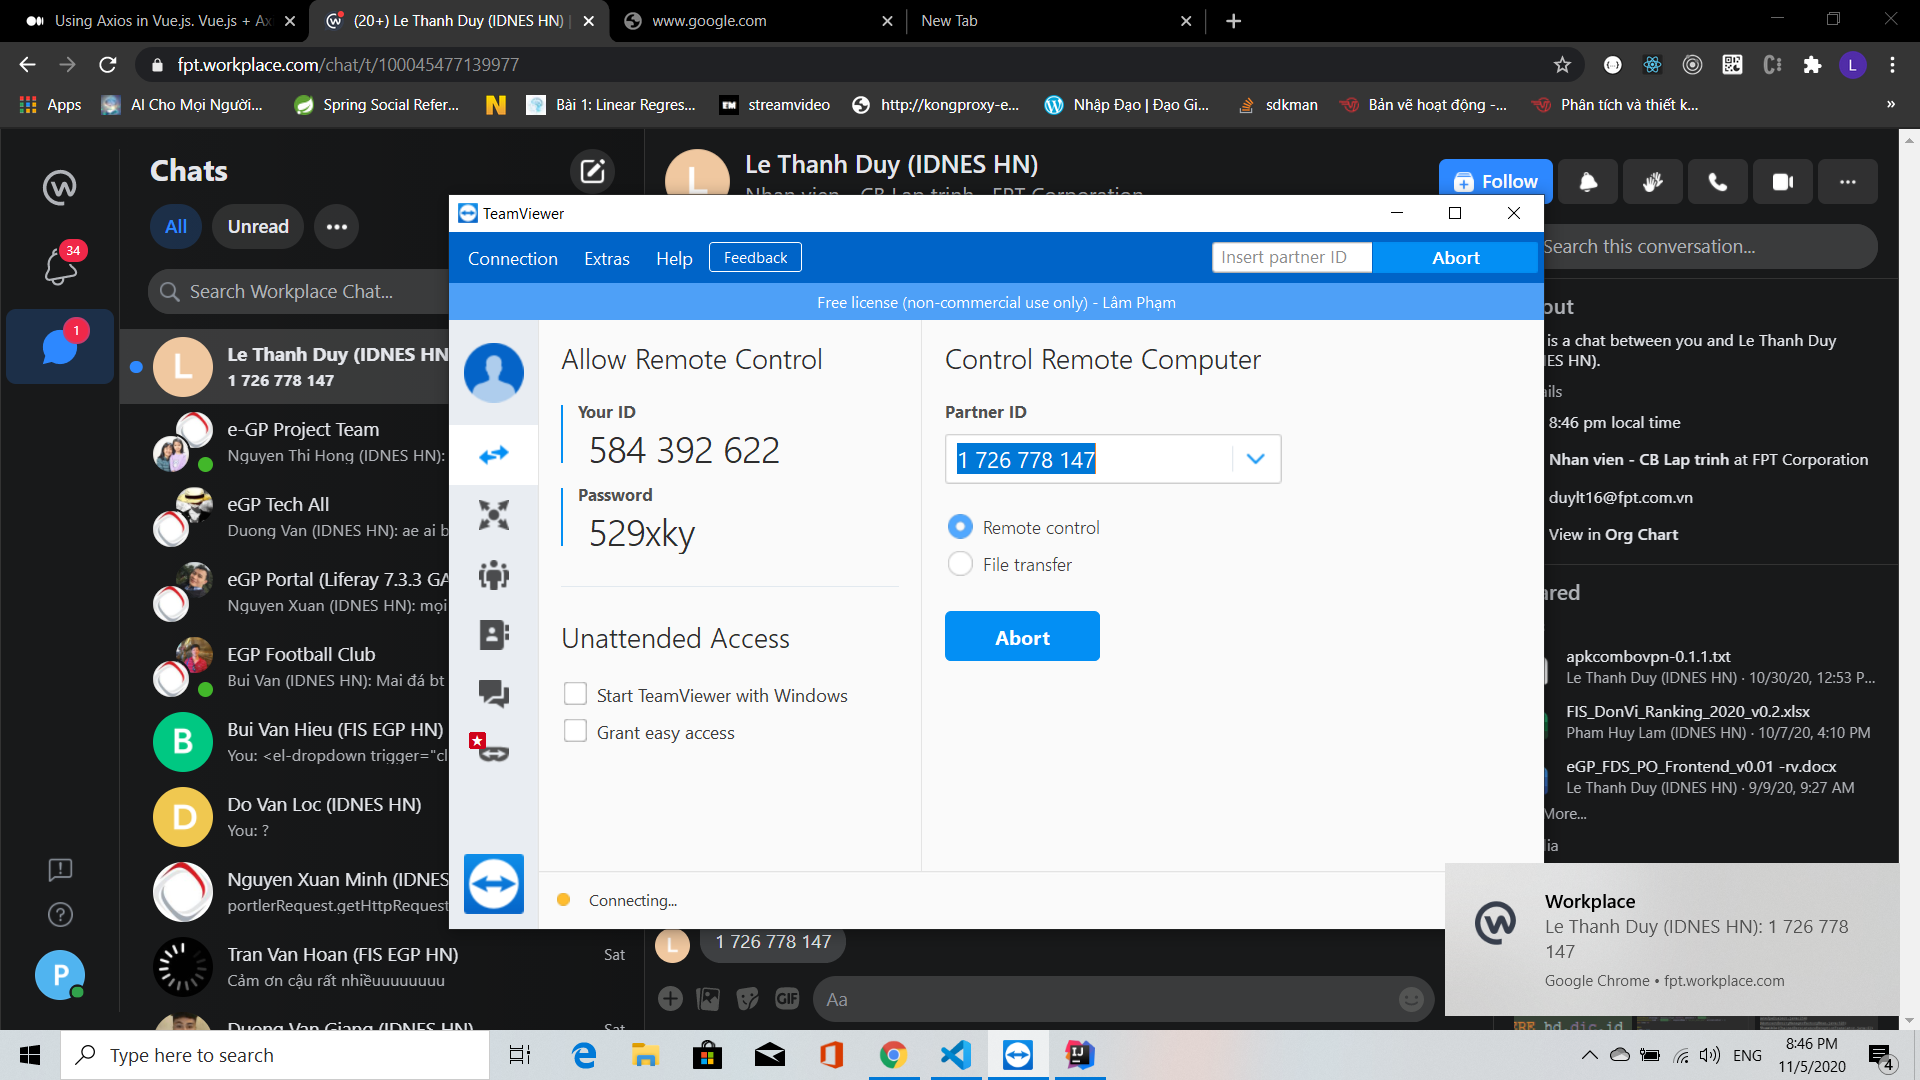 Using Axios in Vue.js. Vue.js + Ax
(20+) Le Thanh Duy (IDNES HN) |
www.google.com
New Tab
fpt.workplace.com/chat/t/100045477139977
L
Apps
AI Cho Mọi Người...
Spring Social Refer...
Bài 1: Linear Regres...
streamvideo
http://kongproxy-e...
Nhập Đạo | Đạo Gi...
sdkman
Bản vẽ hoạt động -...
Phân tích và thiết k...
»
Chats
All
Unread
34
1
Search Workplace Chat...
L
Le Thanh Duy (IDNES HN
1 726 778 147
e-GP Project Team
Nguyen Thi Hong (IDNES HN):
eGP Tech All
Duong Van (IDNES HN): ae ai b
eGP Portal (Liferay 7.3.3 GA
Nguyen Xuan (IDNES HN): mọi
EGP Football Club
Bui Van (IDNES HN): Mai đá bt
B
Bui Van Hieu (FIS EGP HN)
You: <el-dropdown trigger="cl
D
Do Van Loc (IDNES HN)
You: ?
Nguyen Xuan Minh (IDNES
portlerRequest.getHttpRequest
Tran Van Hoan (FIS EGP HN)
Sat
Cảm ơn cậu rất nhiềuuuuuuuu
Duong Van Giang (IDNES HN)
Sat
P
L
Le Thanh Duy (IDNES HN)
Nhan vien - CB Lap trinh - FPT Corporation
Follow
TeamViewer
Connection
Extras
Help
Feedback
Insert partner ID
Abort
Free license (non-commercial use only) - Lâm Phạm
Allow Remote Control
Your ID
584 392 622
Password
529xky
Unattended Access
Start TeamViewer with Windows
Grant easy access
Control Remote Computer
Partner ID
1 726 778 147
Remote control
File transfer
Abort
Connecting...
Search this conversation...
out
is a chat between you and Le Thanh Duy
ES HN).
ails
8:46 pm local time
Nhan vien - CB Lap trinh at FPT Corporation
duylt16@fpt.com.vn
View in Org Chart
ared
apkcombovpn-0.1.1.txt
Le Thanh Duy (IDNES HN) · 10/30/20, 12:53 P...
FIS_DonVi_Ranking_2020_v0.2.xlsx
Pham Huy Lam (IDNES HN) · 10/7/20, 4:10 PM
eGP_FDS_PO_Frontend_v0.01 -rv.docx
Le Thanh Duy (IDNES HN) · 9/9/20, 9:27 AM
More...
lia
L
1 726 778 147
GIF
Aa
Workplace
Le Thanh Duy (IDNES HN): 1 726 778
147
Google Chrome • fpt.workplace.com
ERE hd.dic.id
Type here to search
ENG
8:46 PM
11/5/2020
4